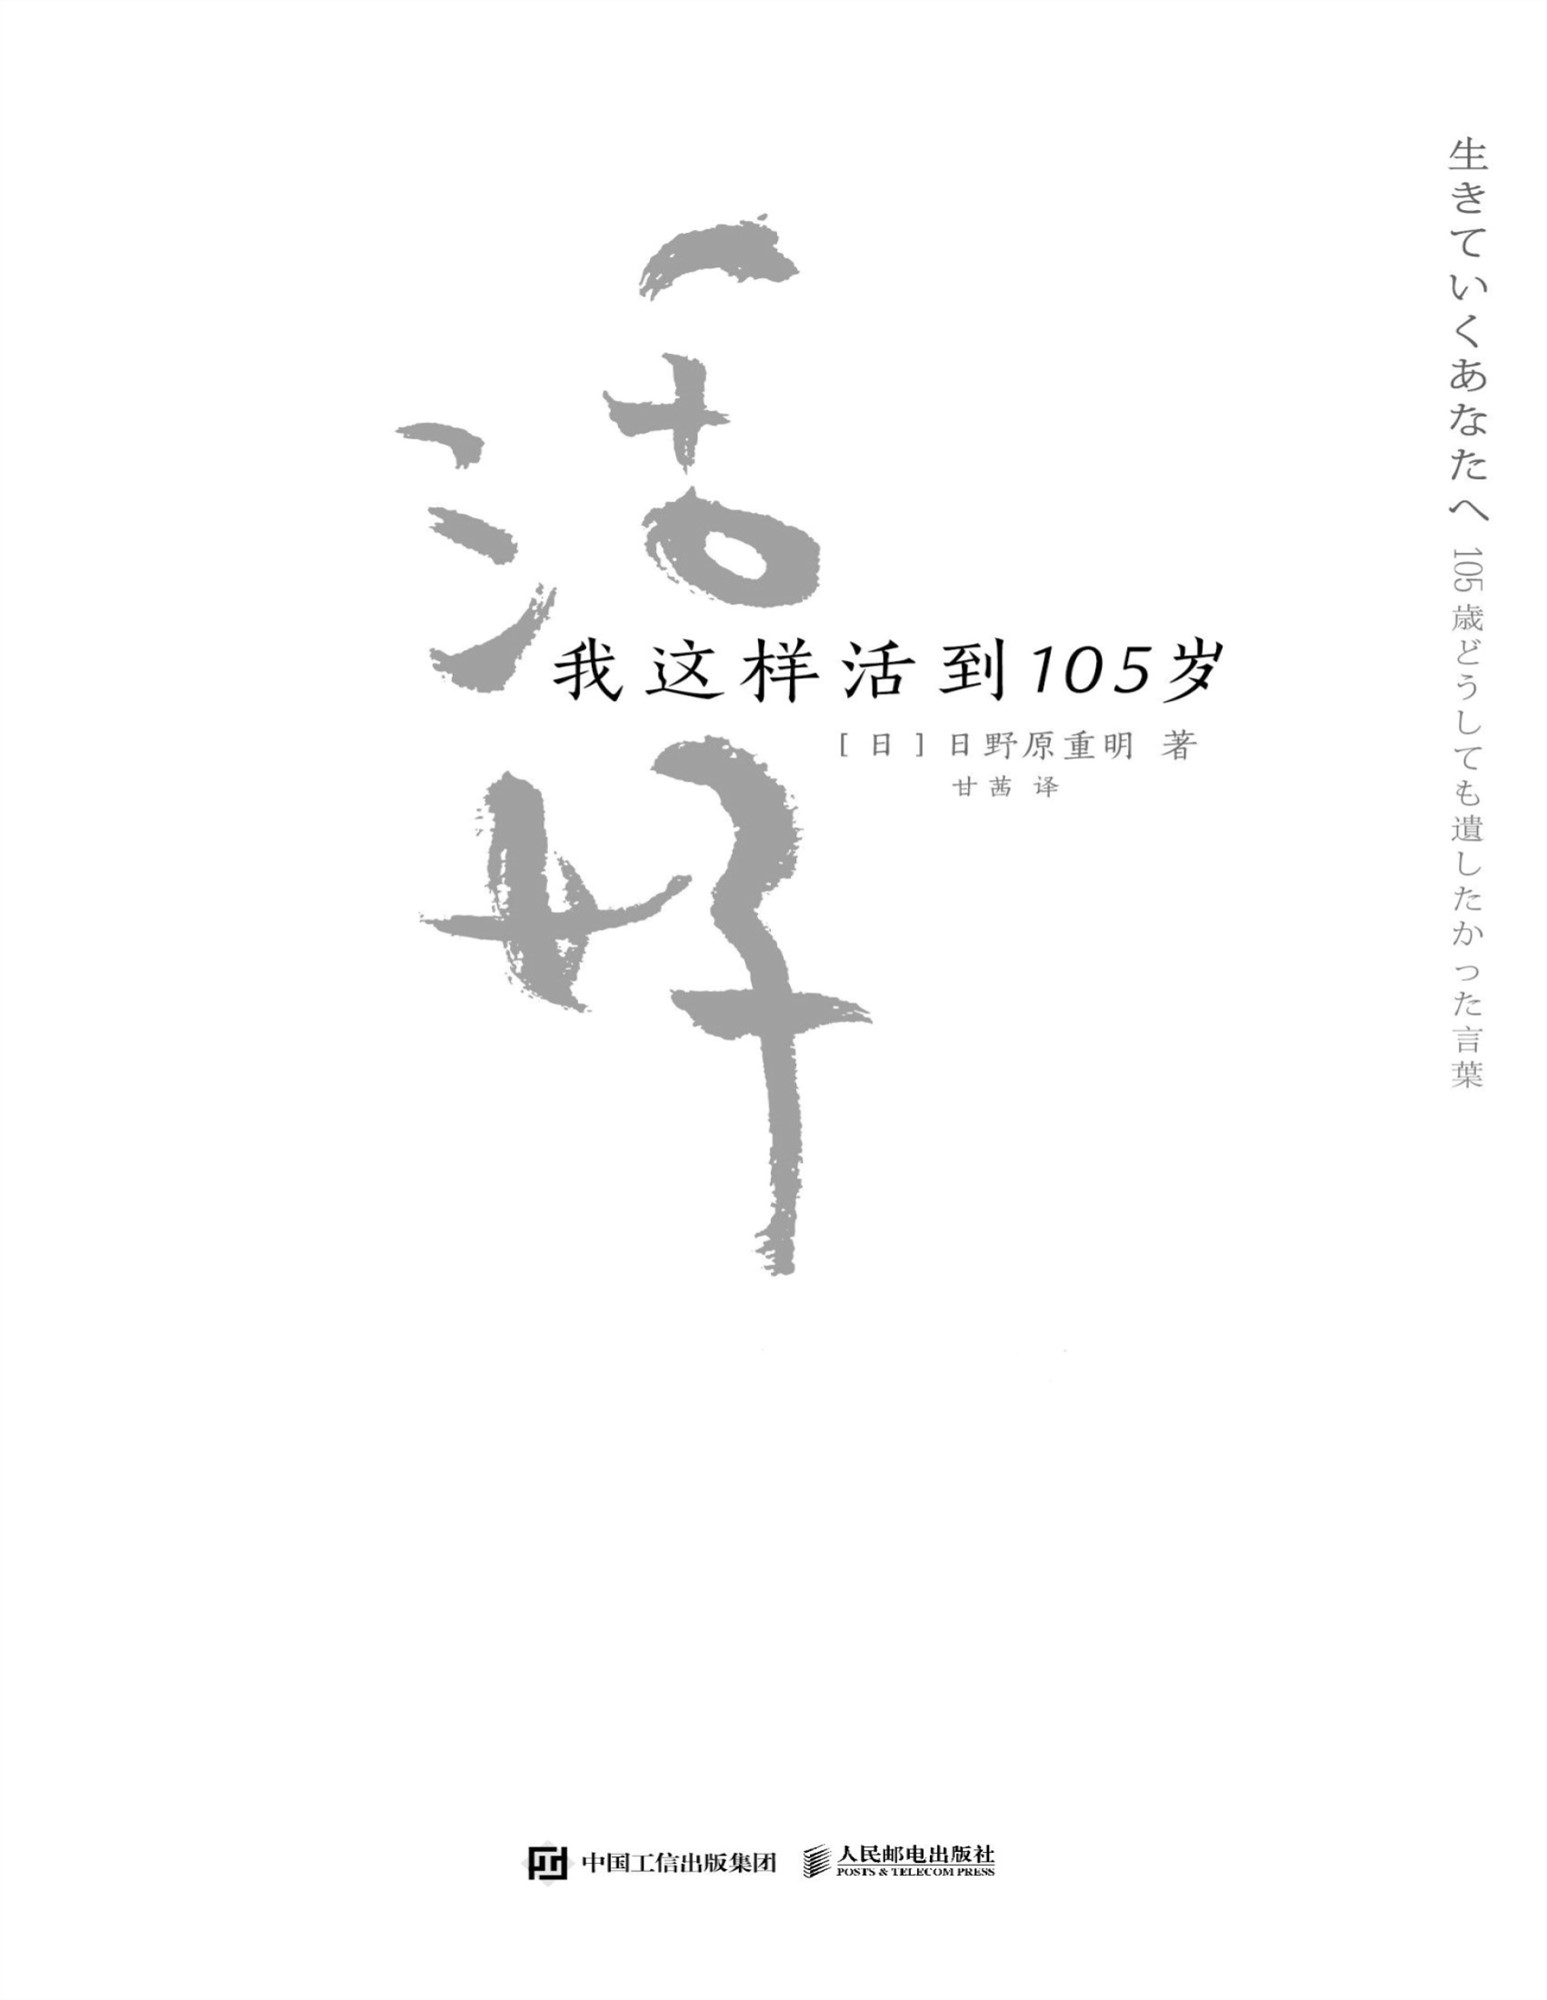 活好
我这样活到105岁
[日]日野原重明 著
甘茜 译
生きていくあなたへ 105歳どうしても遺したかった言葉
中国工信出版集团
人民邮电出版社
POSTS & TELECOM PRESS